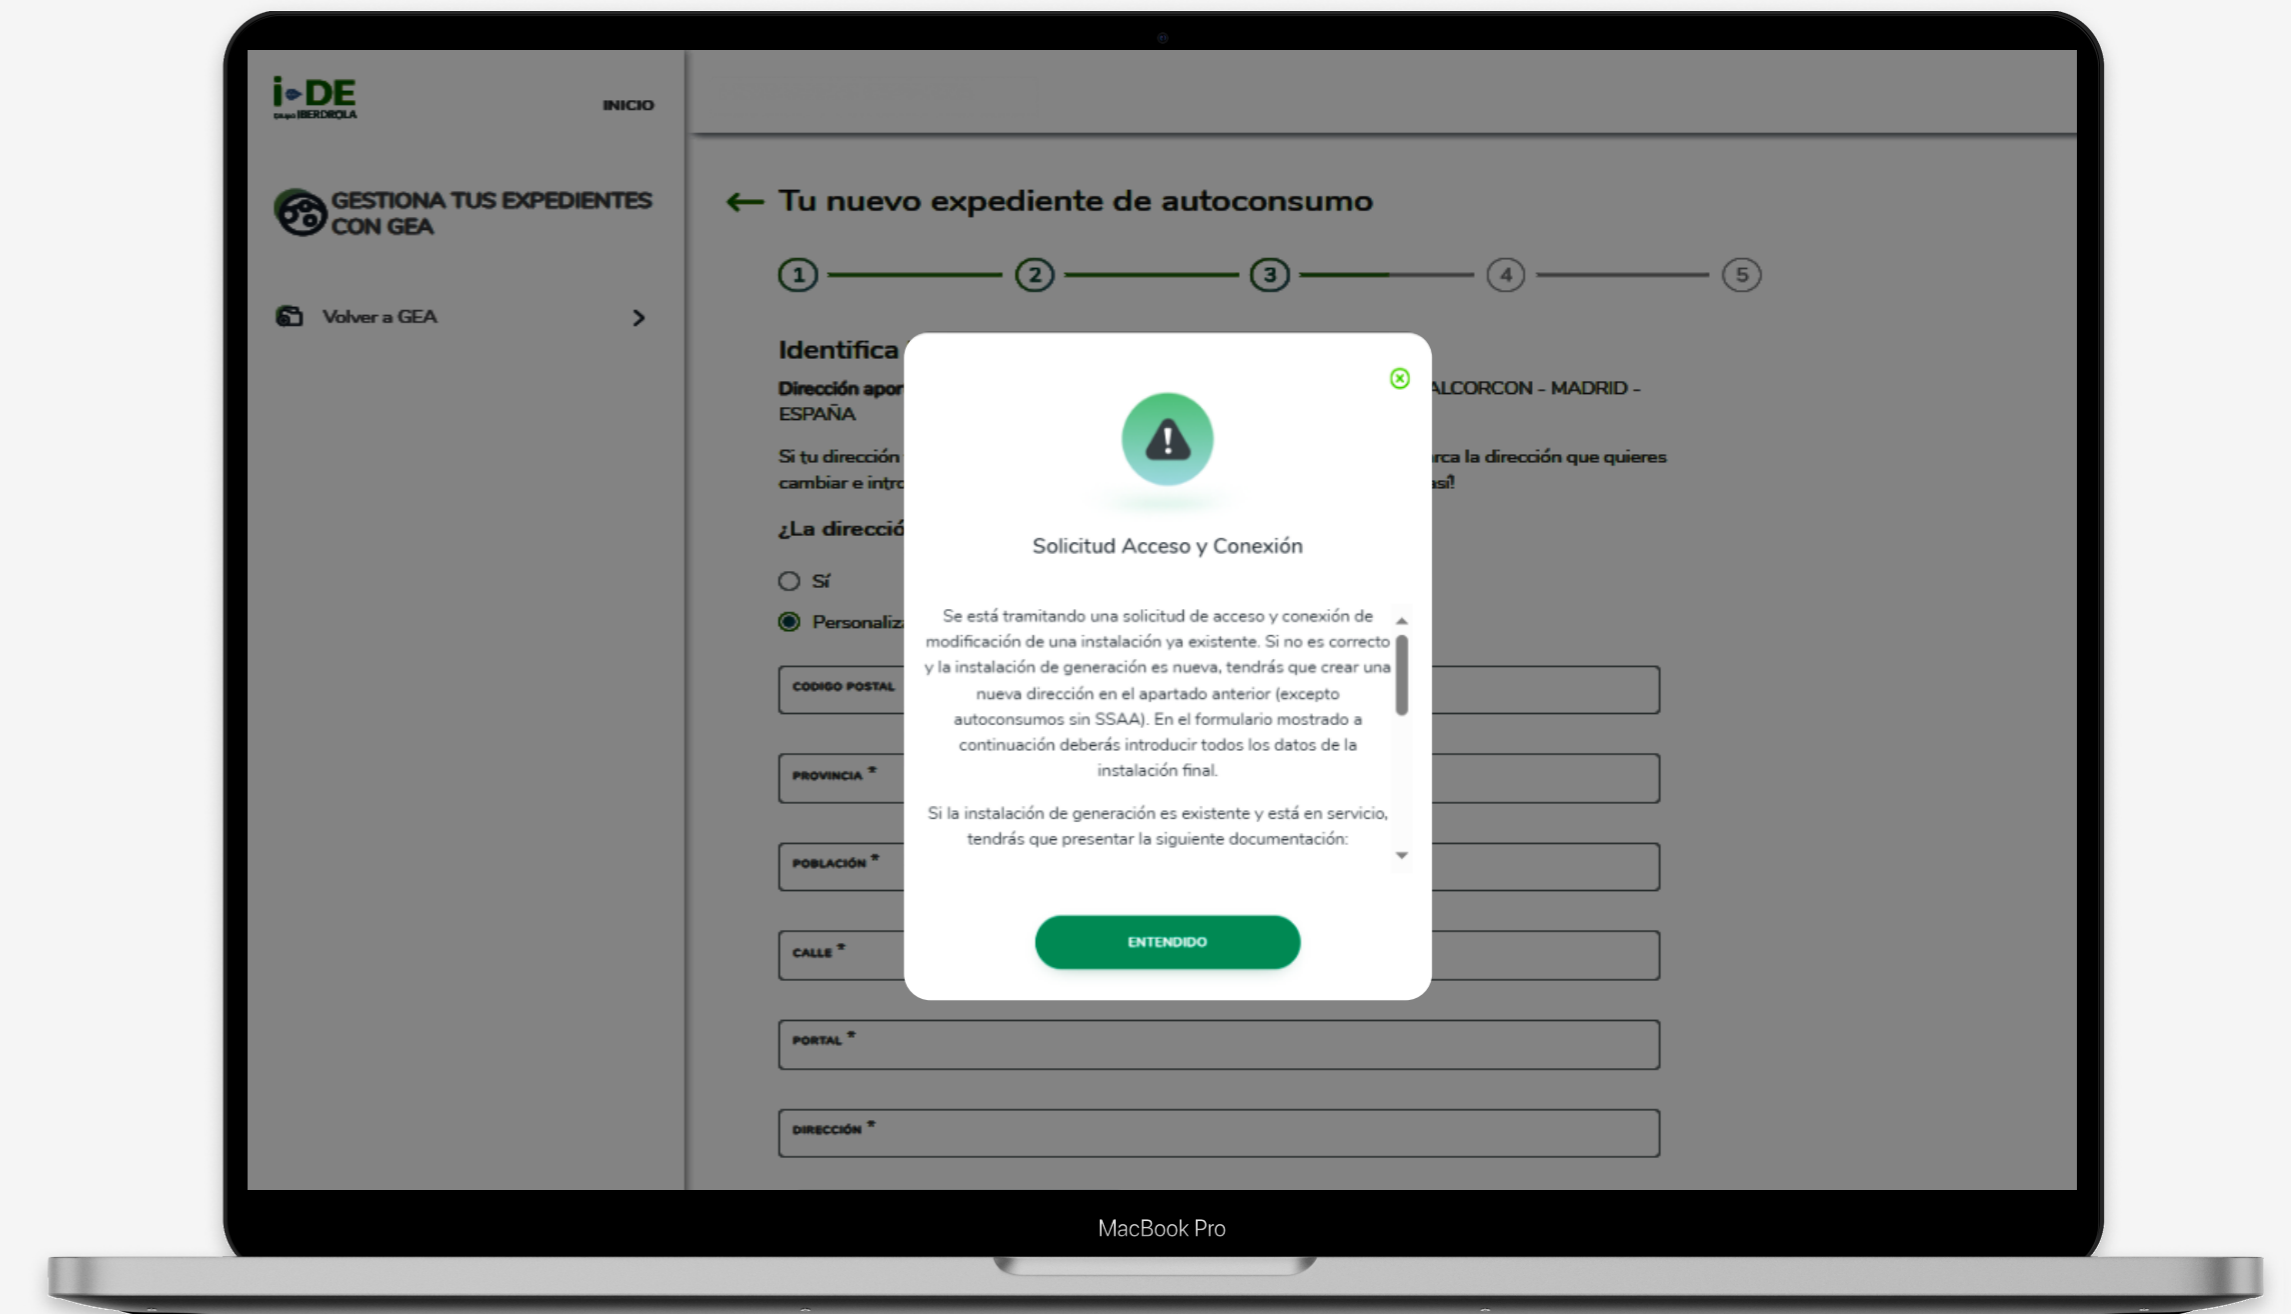 i-DE
Grupo IBERDROLA
INICIO
GESTIONA TUS EXPEDIENTES
CON GEA
Volver a GEA
Tu nuevo expediente de autoconsumo
1 2 3 4 5
Identifica
Dirección apor ALCORCON - MADRID -
ESPAÑA
Si tu dirección rca la dirección que quieres
cambiar e intro así!
¿La direcció
Sí
Personaliz
Solicitud Acceso y Conexión
Se está tramitando una solicitud de acceso y conexión de
modificación de una instalación ya existente. Si no es correcto
y la instalación de generación es nueva, tendrás que crear una
nueva dirección en el apartado anterior (excepto
autoconsumos sin SSAA). En el formulario mostrado a
continuación deberás introducir todos los datos de la
instalación final.
Si la instalación de generación es existente y está en servicio,
tendrás que presentar la siguiente documentación:
ENTENDIDO
CODIGO POSTAL
PROVINCIA *
POBLACIÓN *
CALLE *
PORTAL *
DIRECCIÓN *
MacBook Pro